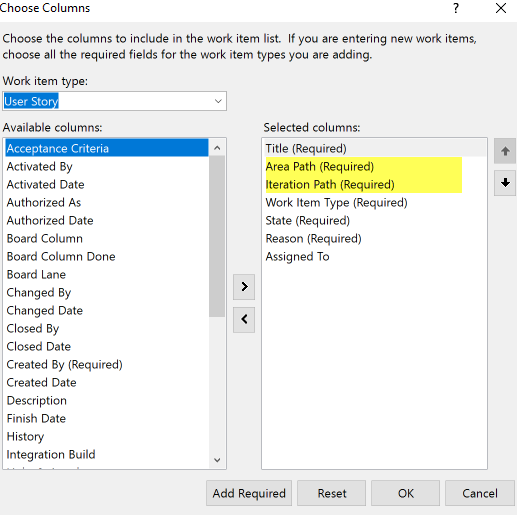 Choose Columns
?
Choose the columns to include in the work item list. If you are entering new work items,
choose all the required fields for the work item types you are adding.
Work item type:
User Story
Available columns:
Acceptance Criteria
Activated By
Activated Date
Authorized As
Authorized Date
Board Column
Board Column Done
Board Lane
Changed By
Changed Date
Closed By
Closed Date
Created By (Required)
Created Date
Description
Finish Date
History
Integration Build
Selected columns:
Title (Required)
Area Path (Required)
Iteration Path (Required)
Work Item Type (Required)
State (Required)
Reason (Required)
Assigned To
Add Required
Reset
OK
Cancel